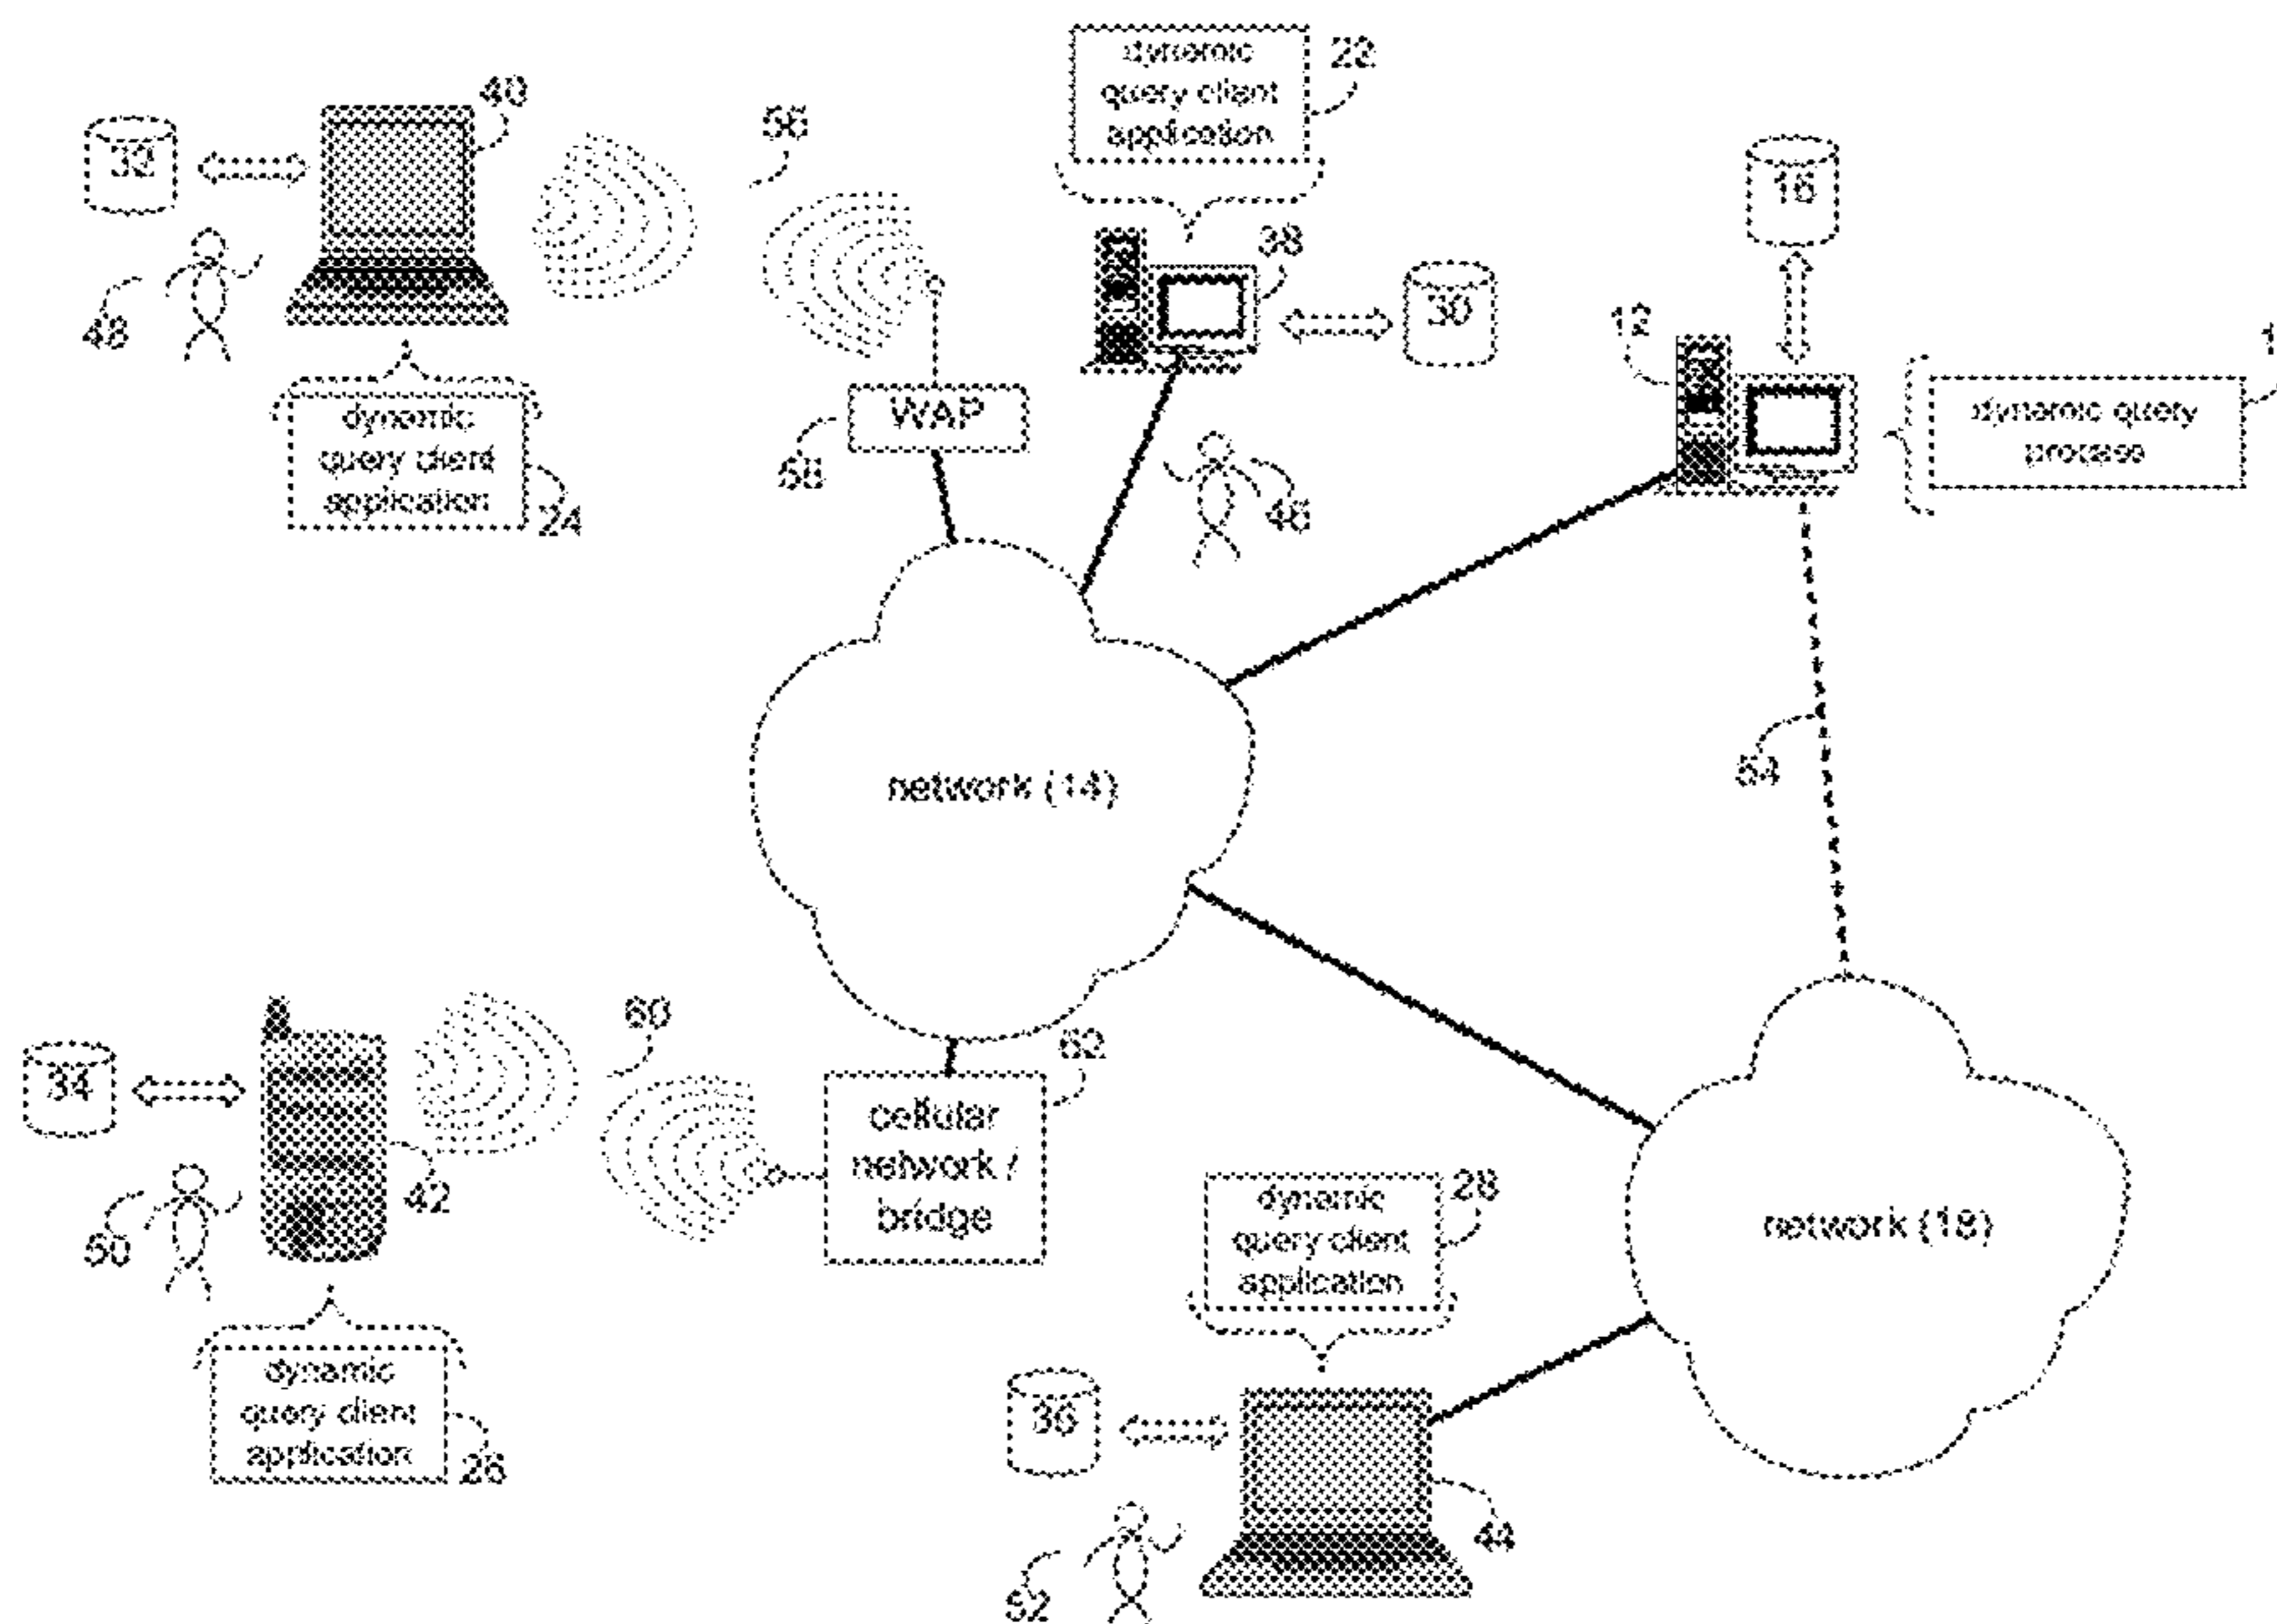 dynamic
query client
application
22
40
56
32
16
38
30
12
1
48
WAP
dynamic query
process
dynamic
query client
application
58
46
24
network (14)
54
60
62
34
cellular
network /
bridge
42
50
dynamic
query client
application
28
network (18)
dynamic
query client
application
26
36
44
52